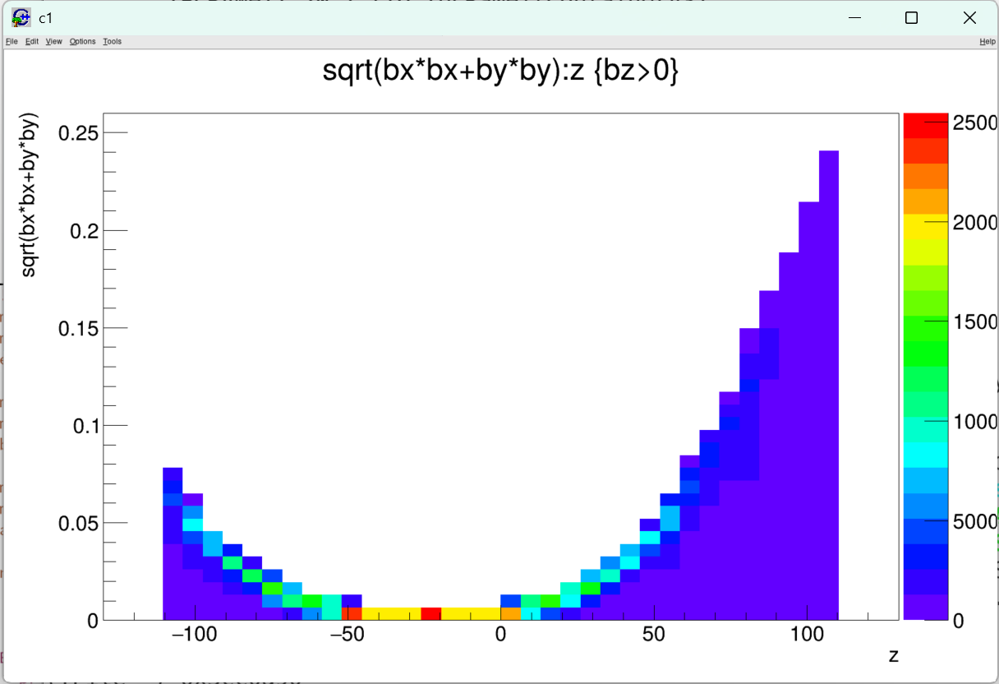 c1
File Edit View Options Tools Help
sqrt(bx*bx+by*by):z {bz>0}
sqrt(bx*bx+by*by)
0.25
0.2
0.15
0.1
0.05
0
−100 −50 0 50 100
z
2500
2000
1500
1000
5000
0